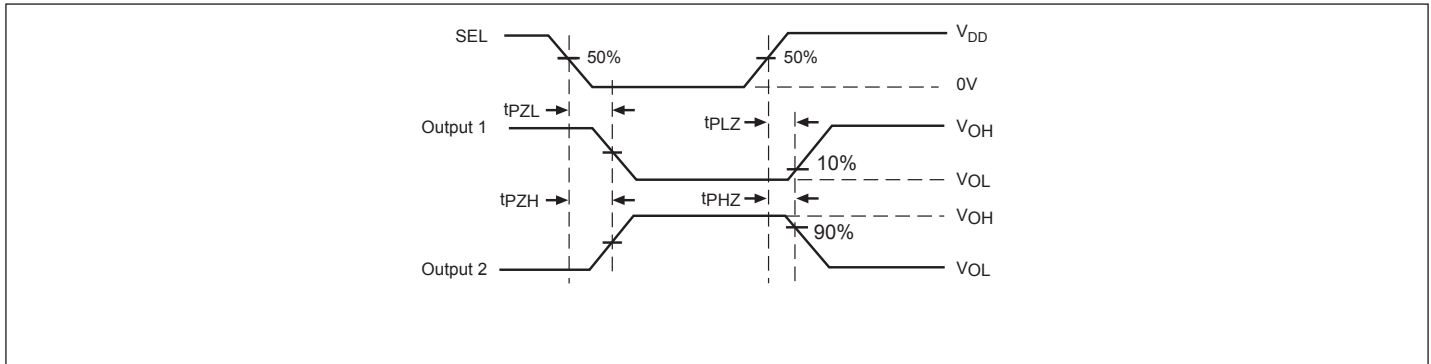 SEL
50%
50%
VDD
0V
tPZL
tPLZ
Output 1
VOH
10%
VOL
tPZH
tPHZ
VOH
90%
Output 2
VOL